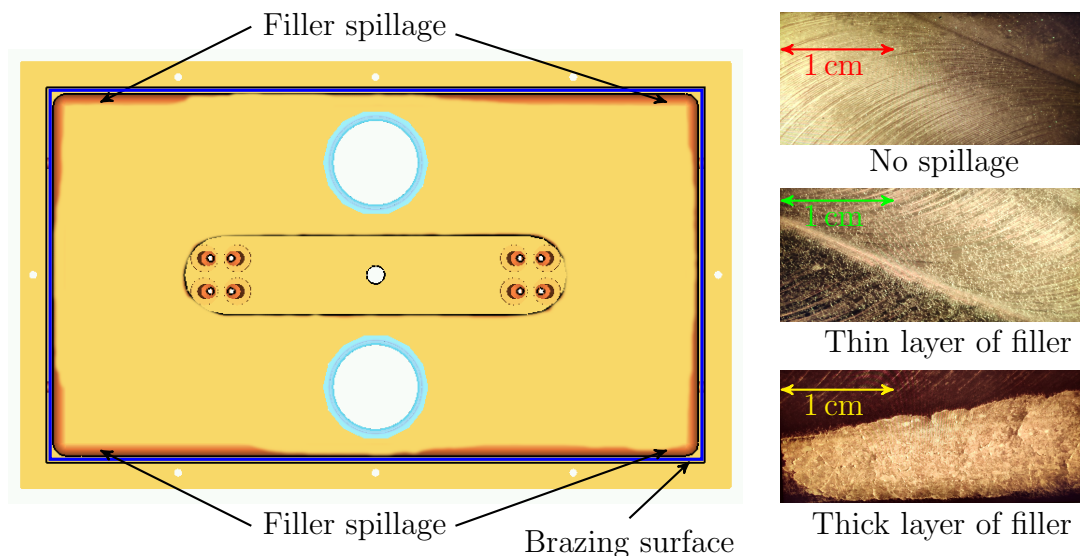 Filler spillage
1 cm
No spillage
1 cm
Thin layer of filler
1 cm
Thick layer of filler
Filler spillage
Brazing surface